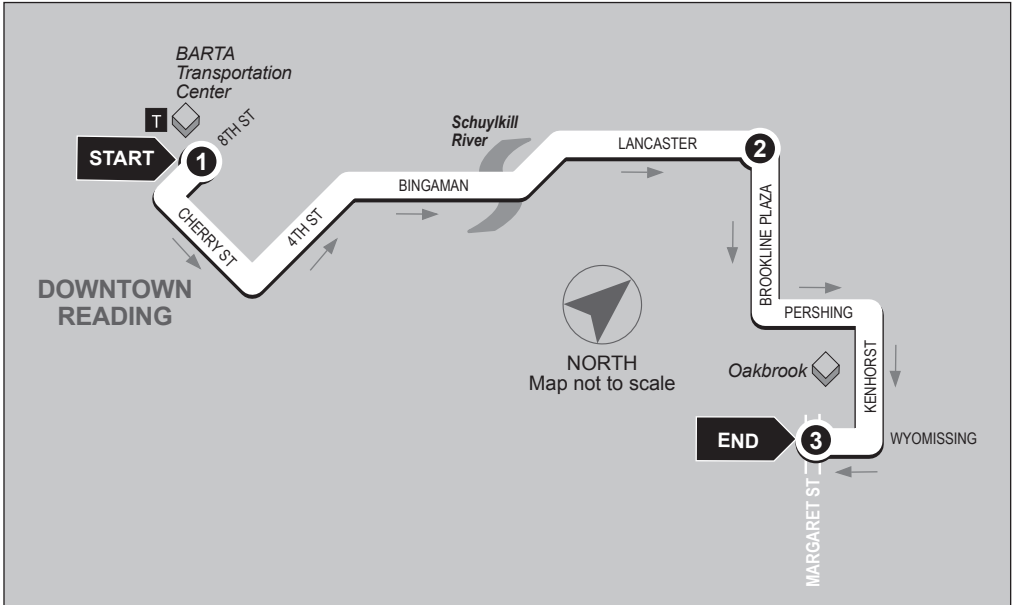 BARTA
Transportation
Center
T
8TH ST
START
1
CHERRY ST
4TH ST
DOWNTOWN
READING
BINGAMAN
Schuylkill
River
LANCASTER
2
BROOKLINE PLAZA
PERSHING
KENHORST
Oakbrook
NORTH
Map not to scale
END
3
WYOMISSING
MARGARET ST